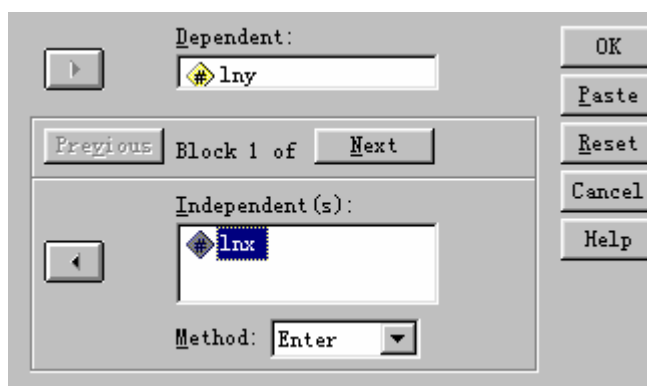 Dependent:
# lny
OK
Paste
Previous Block 1 of Next
Reset
Independent(s):
Cancel
# lnx
Help
Method: Enter